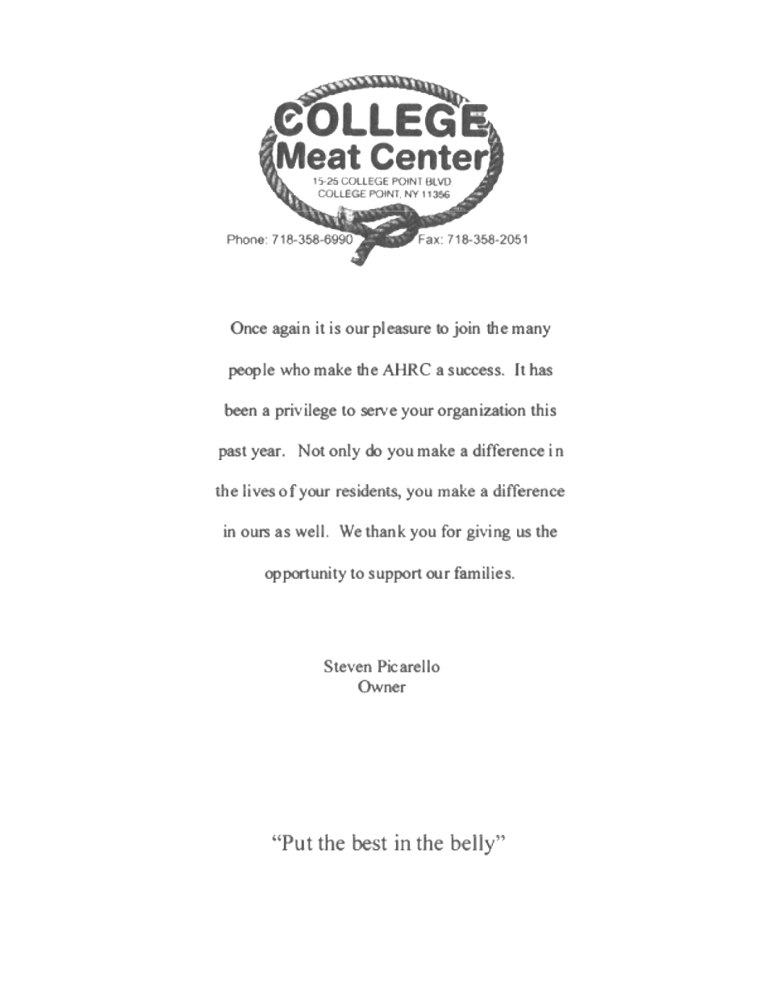 COLLEGE
Meat Center
15-25 COLLEGE POINT BLVD.
COLLEGE POINT, NY 11356
Phone: 718-358-6990 Fax: 718-358-2051
Once again it is our pleasure to join the many
people who make the AHRC a success. It has
been a privilege to serve your organization this
past year. Not only do you make a difference in
the lives of your residents, you make a difference
in ours as well. We thank you for giving us the
opportunity to support our families.
Steven Picarello
Owner
“Put the best in the belly”